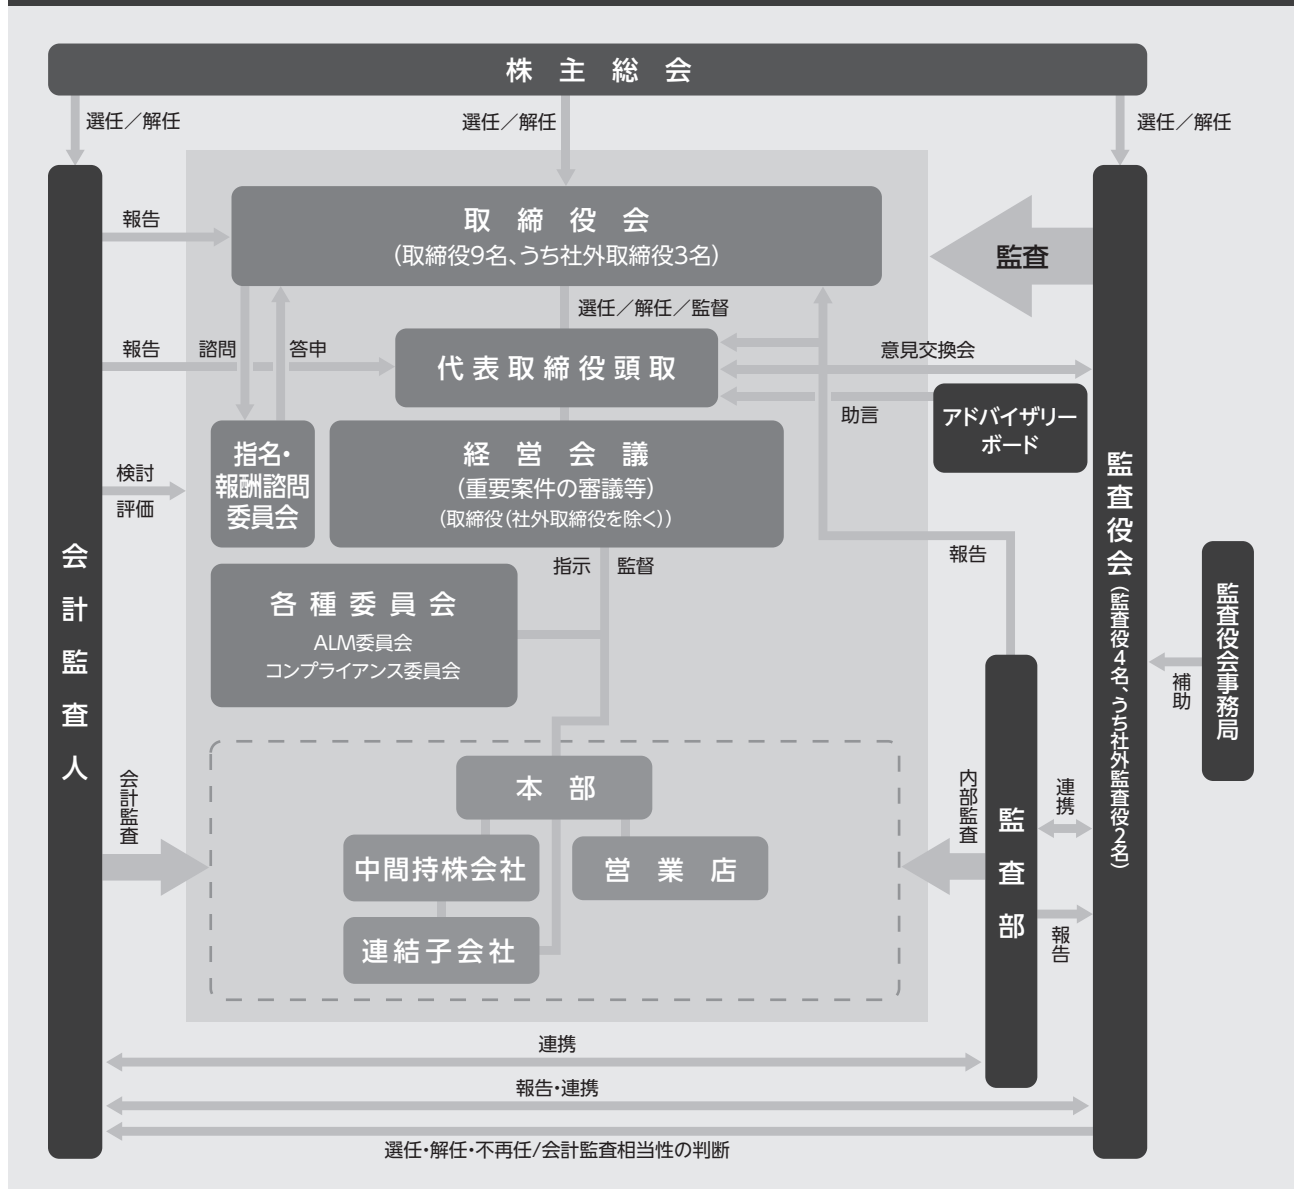 株主総会
選任／解任
選任／解任
選任／解任
報告
取締役会
(取締役9名、うち社外取締役3名)
監査
選任／解任／監督
報告
諮問
答申
代表取締役頭取
意見交換会
助言
アドバイザリー
ボード
検討
評価
指名・
報酬諮問
委員会
経営会議
(重要案件の審議等)
(取締役(社外取締役を除く))
報告
指示
監督
各種委員会
ALM委員会
コンプライアンス委員会
会計監査人
監査役会(監査役4名、うち社外監査役2名)
監査役会事務局
補助
会計監査
本部
中間持株会社
営業店
連結子会社
内部監査
監査部
連携
報告
連携
報告・連携
選任・解任・不再任/会計監査相当性の判断